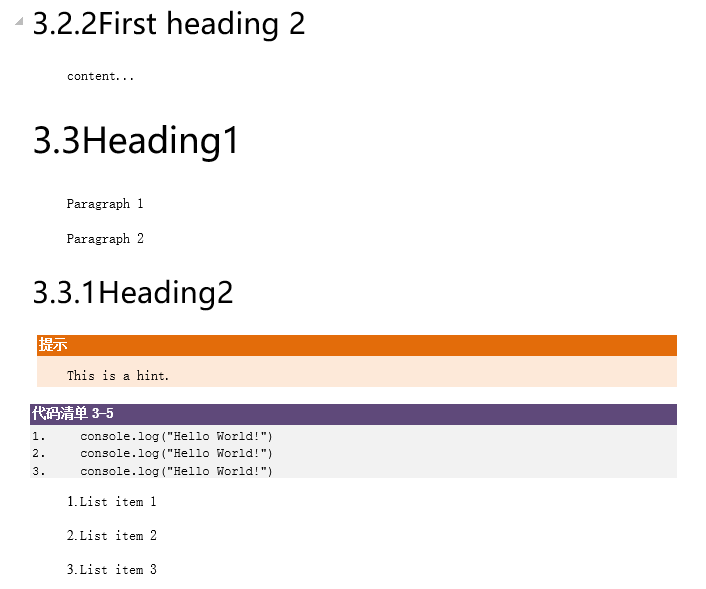 3.2.2First heading 2
content...
3.3Heading1
Paragraph 1
Paragraph 2
3.3.1Heading2
提示
This is a hint.
代码清单 3-5
1. console.log("Hello World!")
2. console.log("Hello World!")
3. console.log("Hello World!")
1.List item 1
2.List item 2
3.List item 3